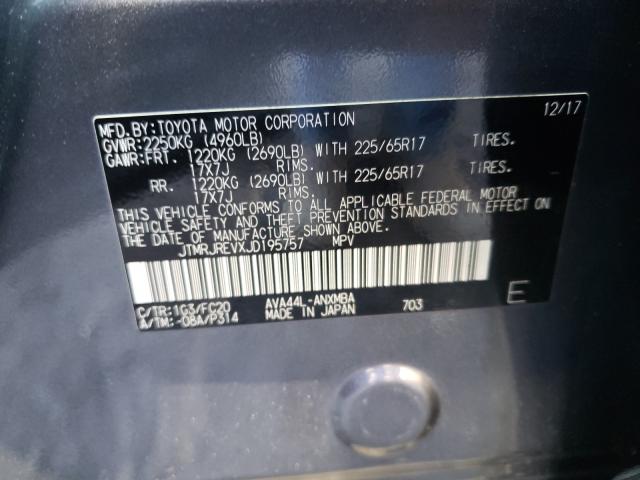 MFD.BY:TOYOTA MOTOR CORPORATION 12/17
GVWR:2250KG (4960LB)
GAWR:FRT. 1220KG (2690LB) WITH 225/65R17 TIRES.
17X7J RIMS.
RR. 1220KG (2690LB) WITH 225/65R17 TIRES.
17X7J RIMS.
THIS VEHICLE CONFORMS TO ALL APPLICABLE FEDERAL MOTOR
VEHICLE SAFETY AND THEFT PREVENTION STANDARDS IN EFFECT ON
THE DATE OF MANUFACTURE SHOWN ABOVE.
JTMRJREVXJD195757 MPV
C/TR:1G3/FC20 AVA44L-ANXMBA 703 E
A/TM:-08A/P314 MADE IN JAPAN